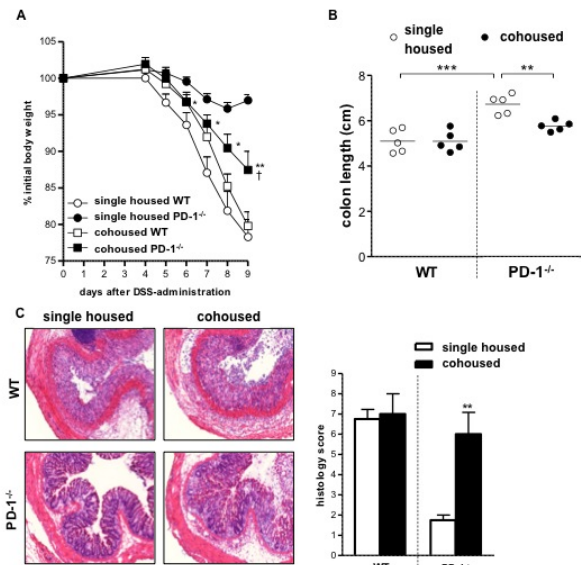 A
% initial body weight
105
100
95
90
85
80
75
0 1 2 3 4 5 6 7 8 9
days after DSS-administration
single housed WT
single housed PD-1-/-
cohoused WT
cohoused PD-1-/-
*
*
*
**
†
B
single housed
cohoused
***
**
colon length (cm)
8
6
4
2
0
WT
PD-1-/-
C
single housed
cohoused
WT
PD-1-/-
single housed
cohoused
histology score
10
9
8
7
6
5
4
3
2
1
0
**